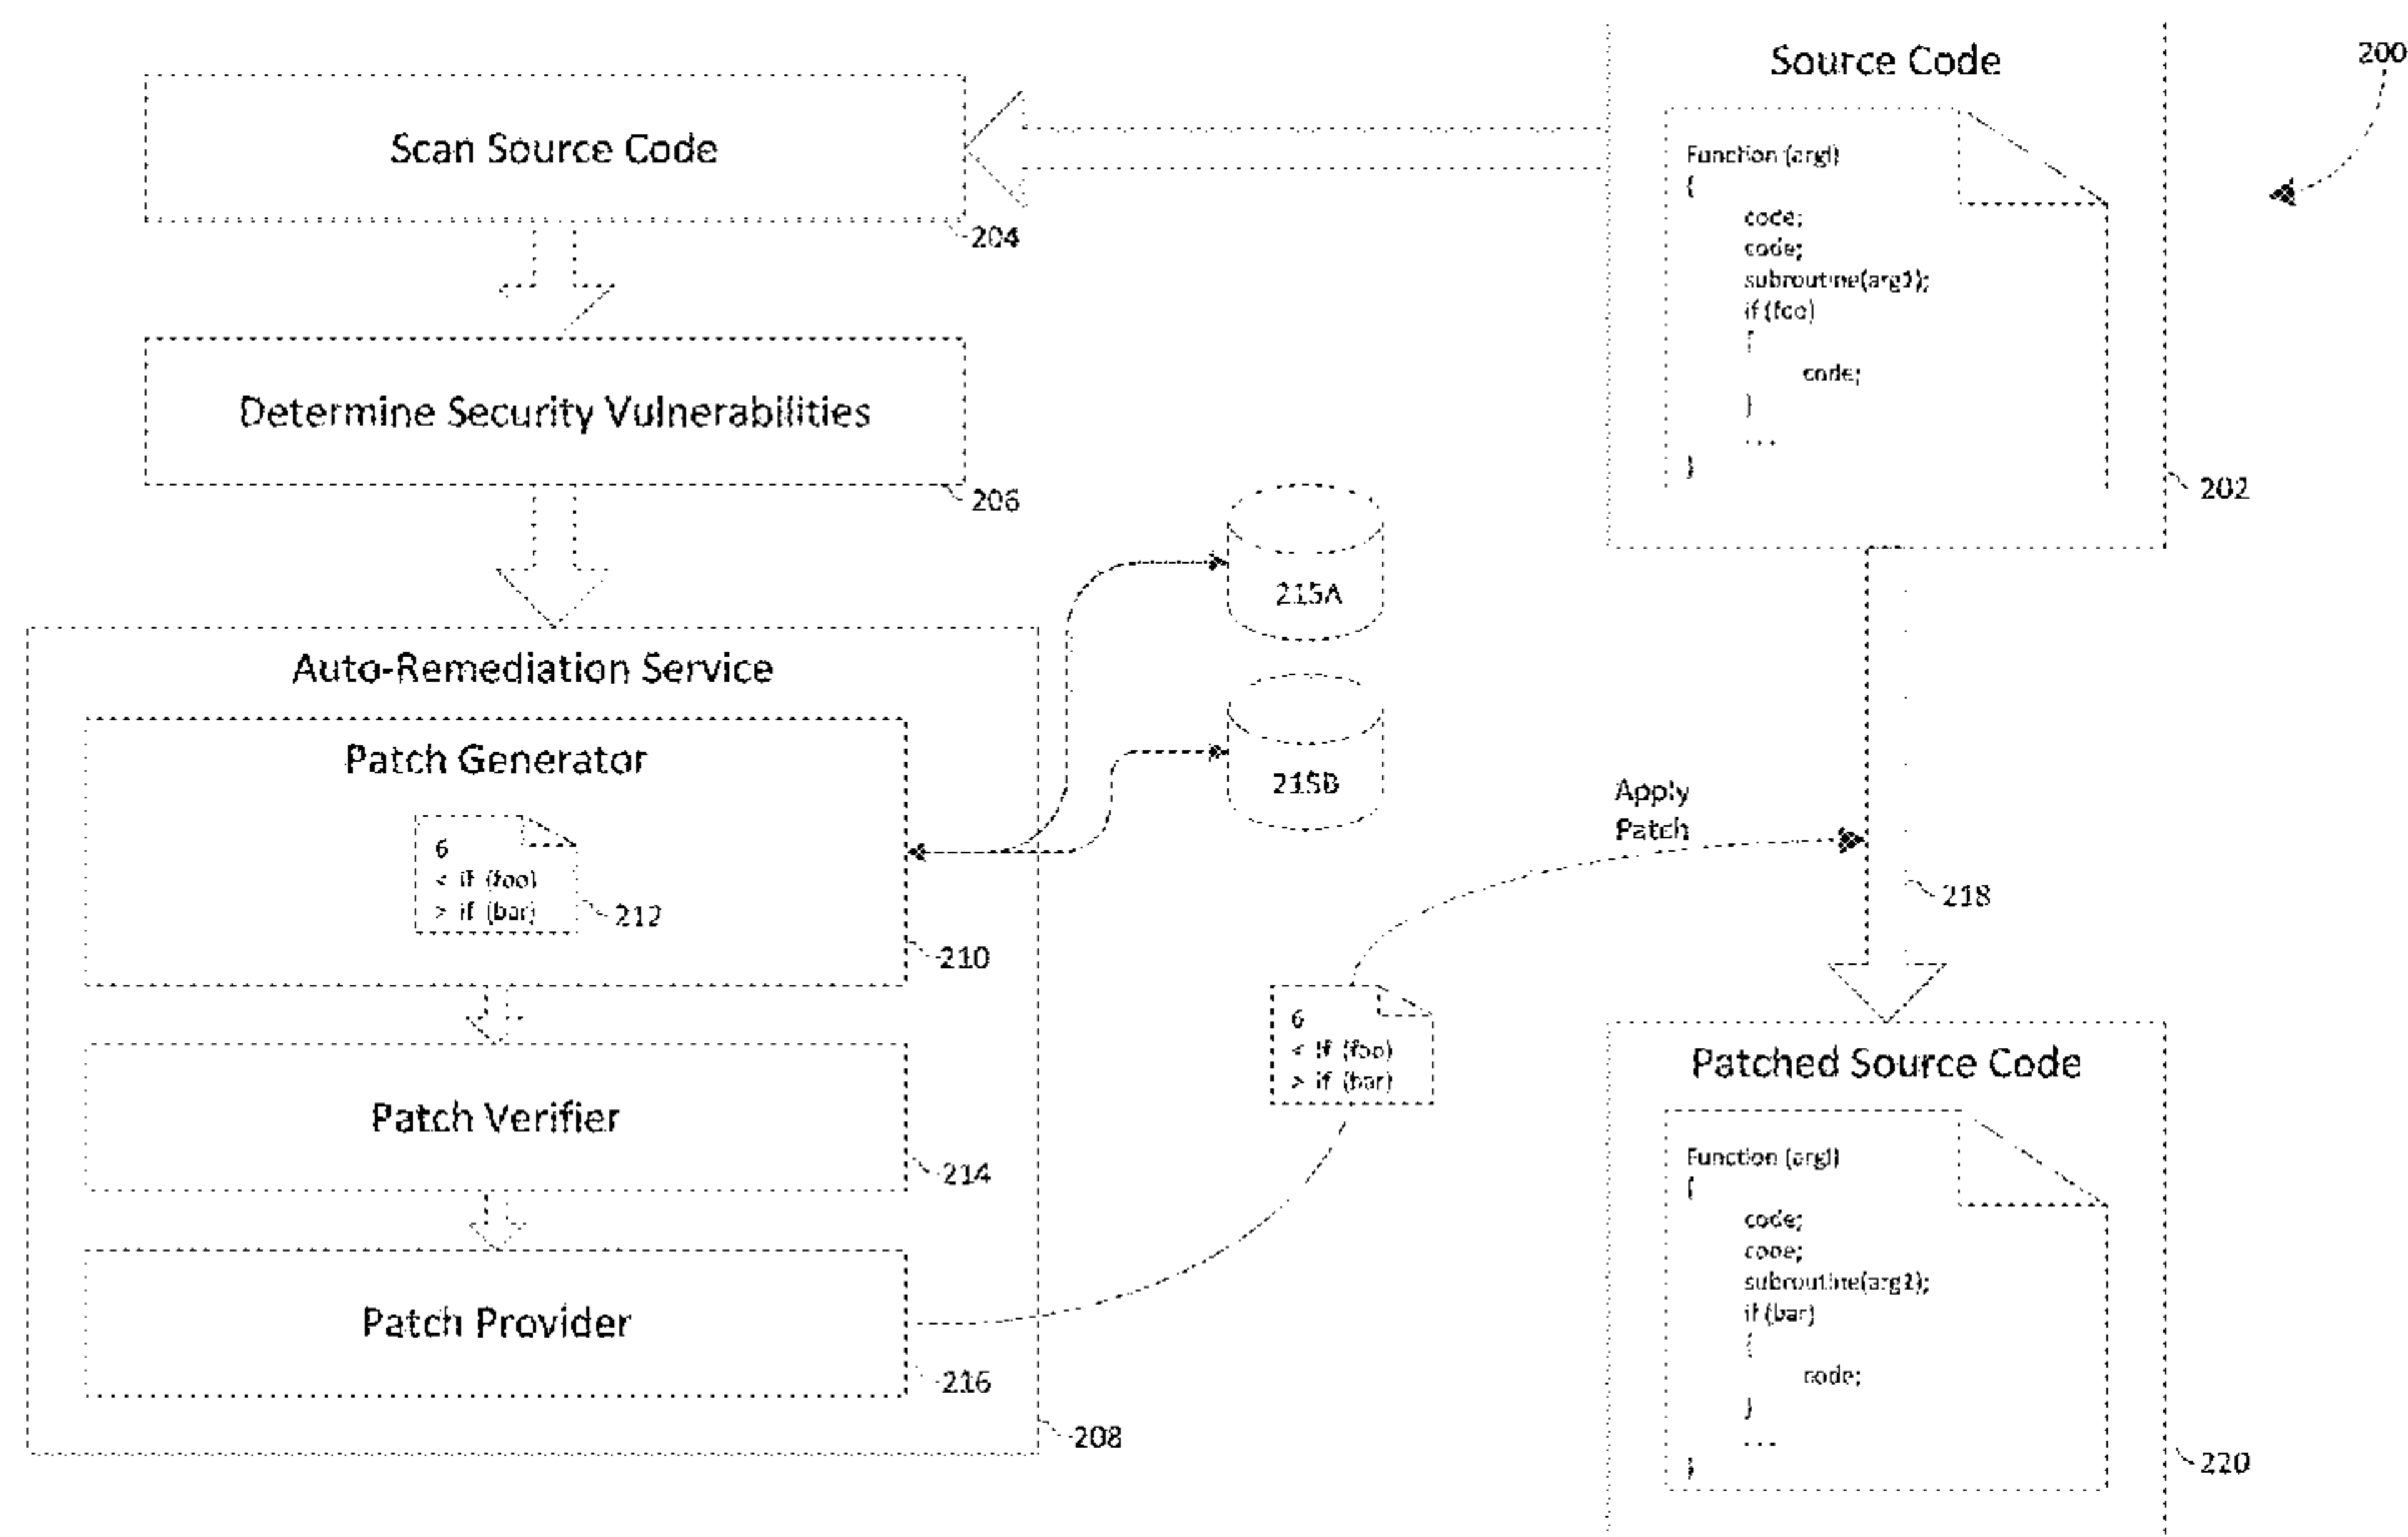 Source Code
200
Function (arg1)
{
code;
code;
subroutine(arg1);
if (foo)
{
code;
}
...
}
202
Scan Source Code
204
Determine Security Vulnerabilities
206
Auto-Remediation Service
Patch Generator
6
< if (foo)
> if (bar)
212
210
Patch Verifier
214
Patch Provider
216
208
215A
215B
6
< if (foo)
> if (bar)
Apply
Patch
218
Patched Source Code
Function (arg1)
{
code;
code;
subroutine(arg1);
if (bar)
{
code;
}
...
}
220